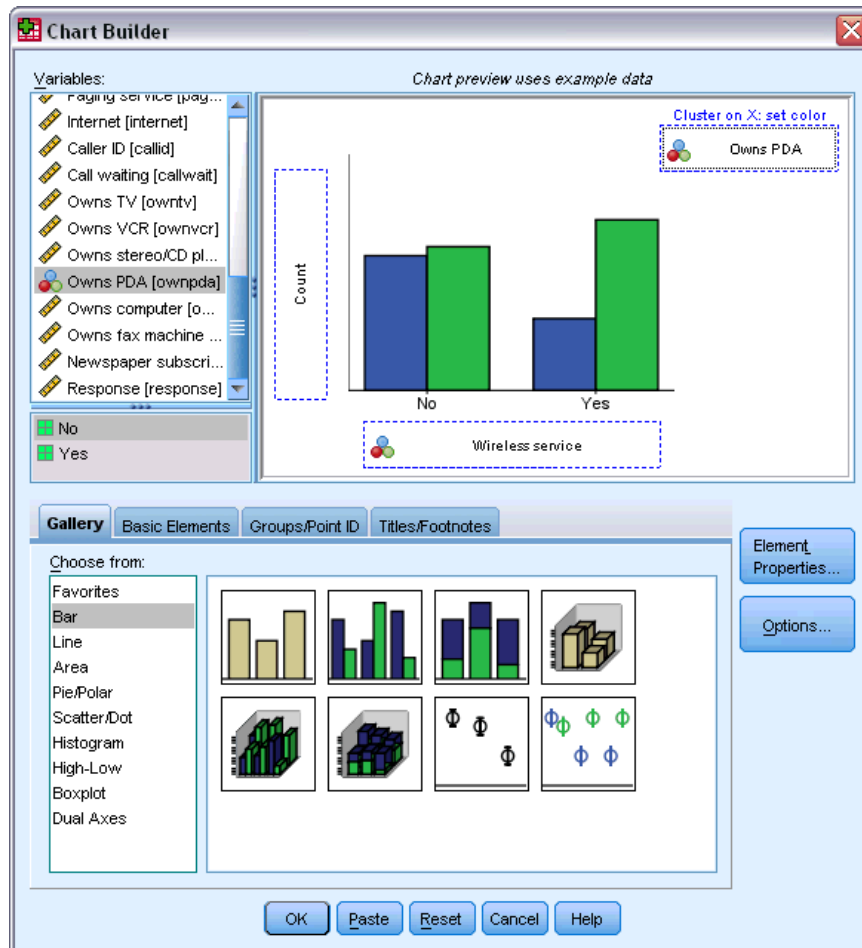 Chart Builder
Variables:
Chart preview uses example data
Paging service [pag...
Internet [internet]
Caller ID [callid]
Call waiting [callwait]
Owns TV [owntv]
Owns VCR [ownvcr]
Owns stereo/CD pl...
Owns PDA [ownpda]
Owns computer [o...
Owns fax machine ...
Newspaper subscri...
Response [response]
No
Yes
Cluster on X: set color
Owns PDA
Count
No Yes
Wireless service
Gallery Basic Elements Groups/Point ID Titles/Footnotes
Choose from:
Favorites
Bar
Line
Area
Pie/Polar
Scatter/Dot
Histogram
High-Low
Boxplot
Dual Axes
Element
Properties...
Options...
OK Paste Reset Cancel Help